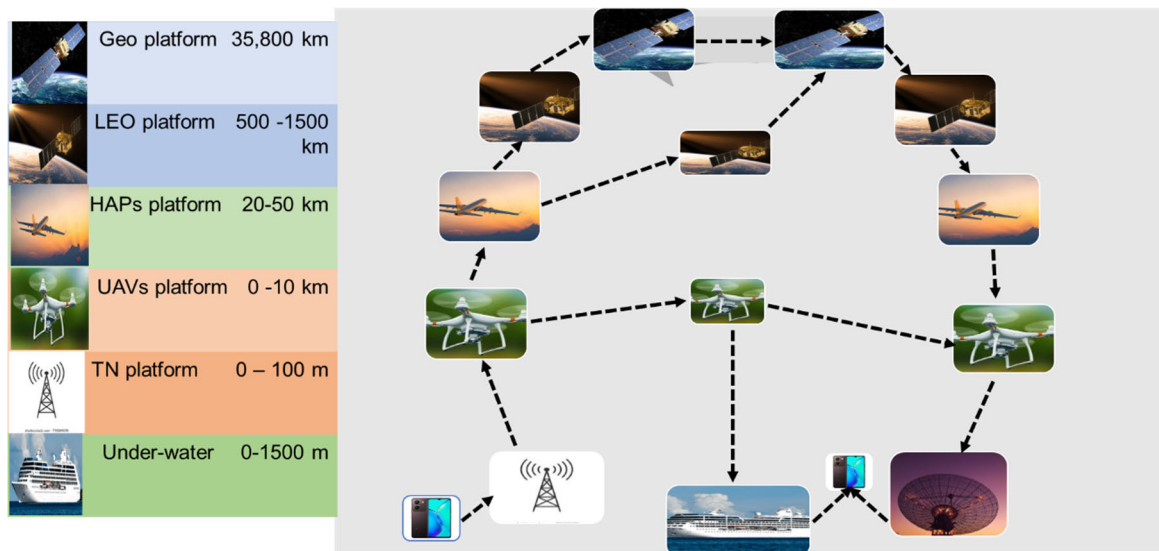 Geo platform 35,800 km
LEO platform 500 -1500
km
HAPs platform 20-50 km
UAVs platform 0 -10 km
TN platform 0 – 100 m
Under-water 0-1500 m